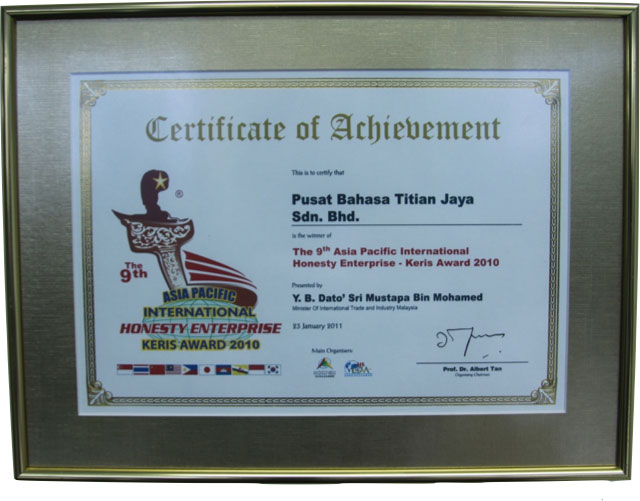 Certificate of Achievement
This is to certify that
Pusat Bahasa Titian Jaya
Sdn. Bhd.
is the winner of
The 9th Asia Pacific International
Honesty Enterprise - Keris Award 2010
Presented by
Y. B. Dato' Sri Mustapa Bin Mohamed
Minister Of International Trade and Industry Malaysia
23 January 2011
Main Organisers:
Prof. Dr. Albert Tan
Organising Chairman
®
The
9th
ASIA PACIFIC
INTERNATIONAL
HONESTY ENTERPRISE
KERIS AWARD 2010